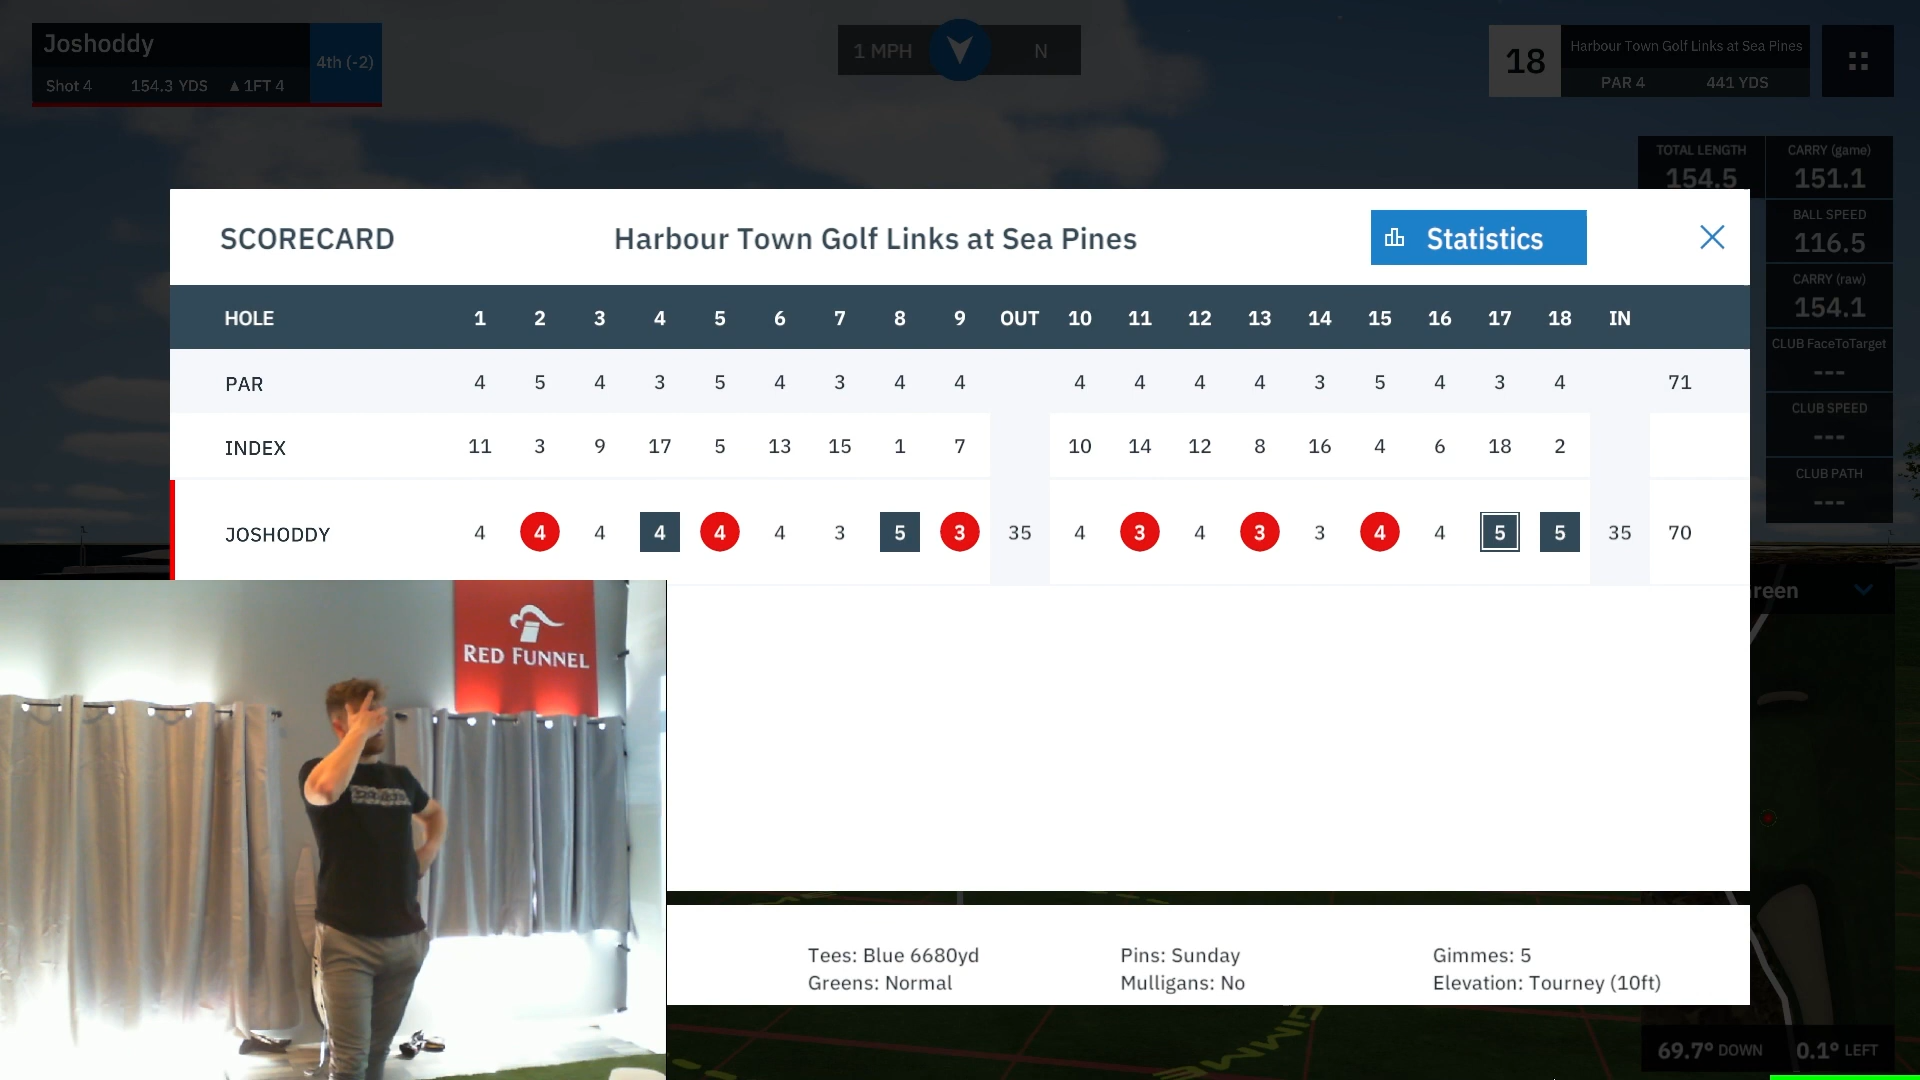 Joshoddy
4th (-2)
Shot 4 154.3 YDS ▲ 1FT 4
1 MPH N
18
Harbour Town Golf Links at Sea Pines
PAR 4 441 YDS
TOTAL LENGTH
154.5
CARRY (game)
151.1
BALL SPEED
116.5
CARRY (raw)
154.1
CLUB FaceToTarget
---
CLUB SPEED
---
CLUB PATH
---
SCORECARD Harbour Town Golf Links at Sea Pines Statistics
HOLE 1 2 3 4 5 6 7 8 9 OUT 10 11 12 13 14 15 16 17 18 IN
PAR 4 5 4 3 5 4 3 4 4 4 4 4 4 3 5 4 3 4 71
INDEX 11 3 9 17 5 13 15 1 7 10 14 12 8 16 4 6 18 2
JOSHODDY 4 4 4 4 4 4 3 5 3 35 4 3 4 3 3 4 4 5 5 35 70
reen
RED FUNNEL
Tees: Blue 6680yd Pins: Sunday Gimmes: 5
Greens: Normal Mulligans: No Elevation: Tourney (10ft)
69.7° DOWN 0.1° LEFT